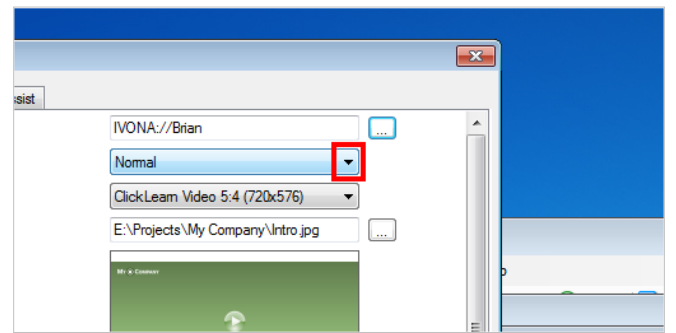 ssist
IVONA://Brian
...
Normal
ClickLearn Video 5:4 (720x576)
E:\Projects\My Company\Intro.jpg
...
MY COMPANY